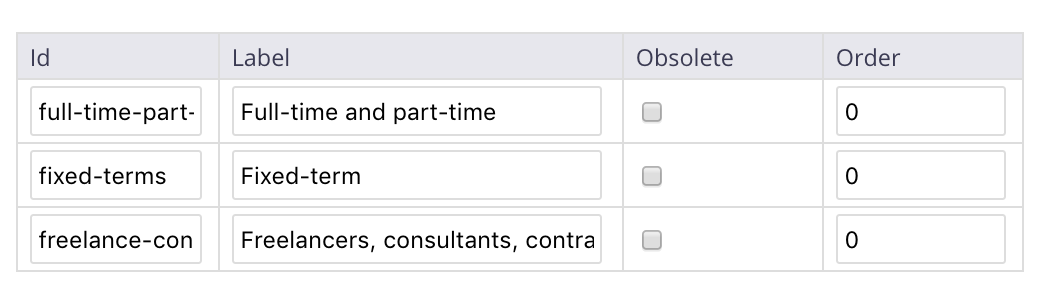 Id Label Obsolete Order
full-time-part- Full-time and part-time 0
fixed-terms Fixed-term 0
freelance-con Freelancers, consultants, contra 0